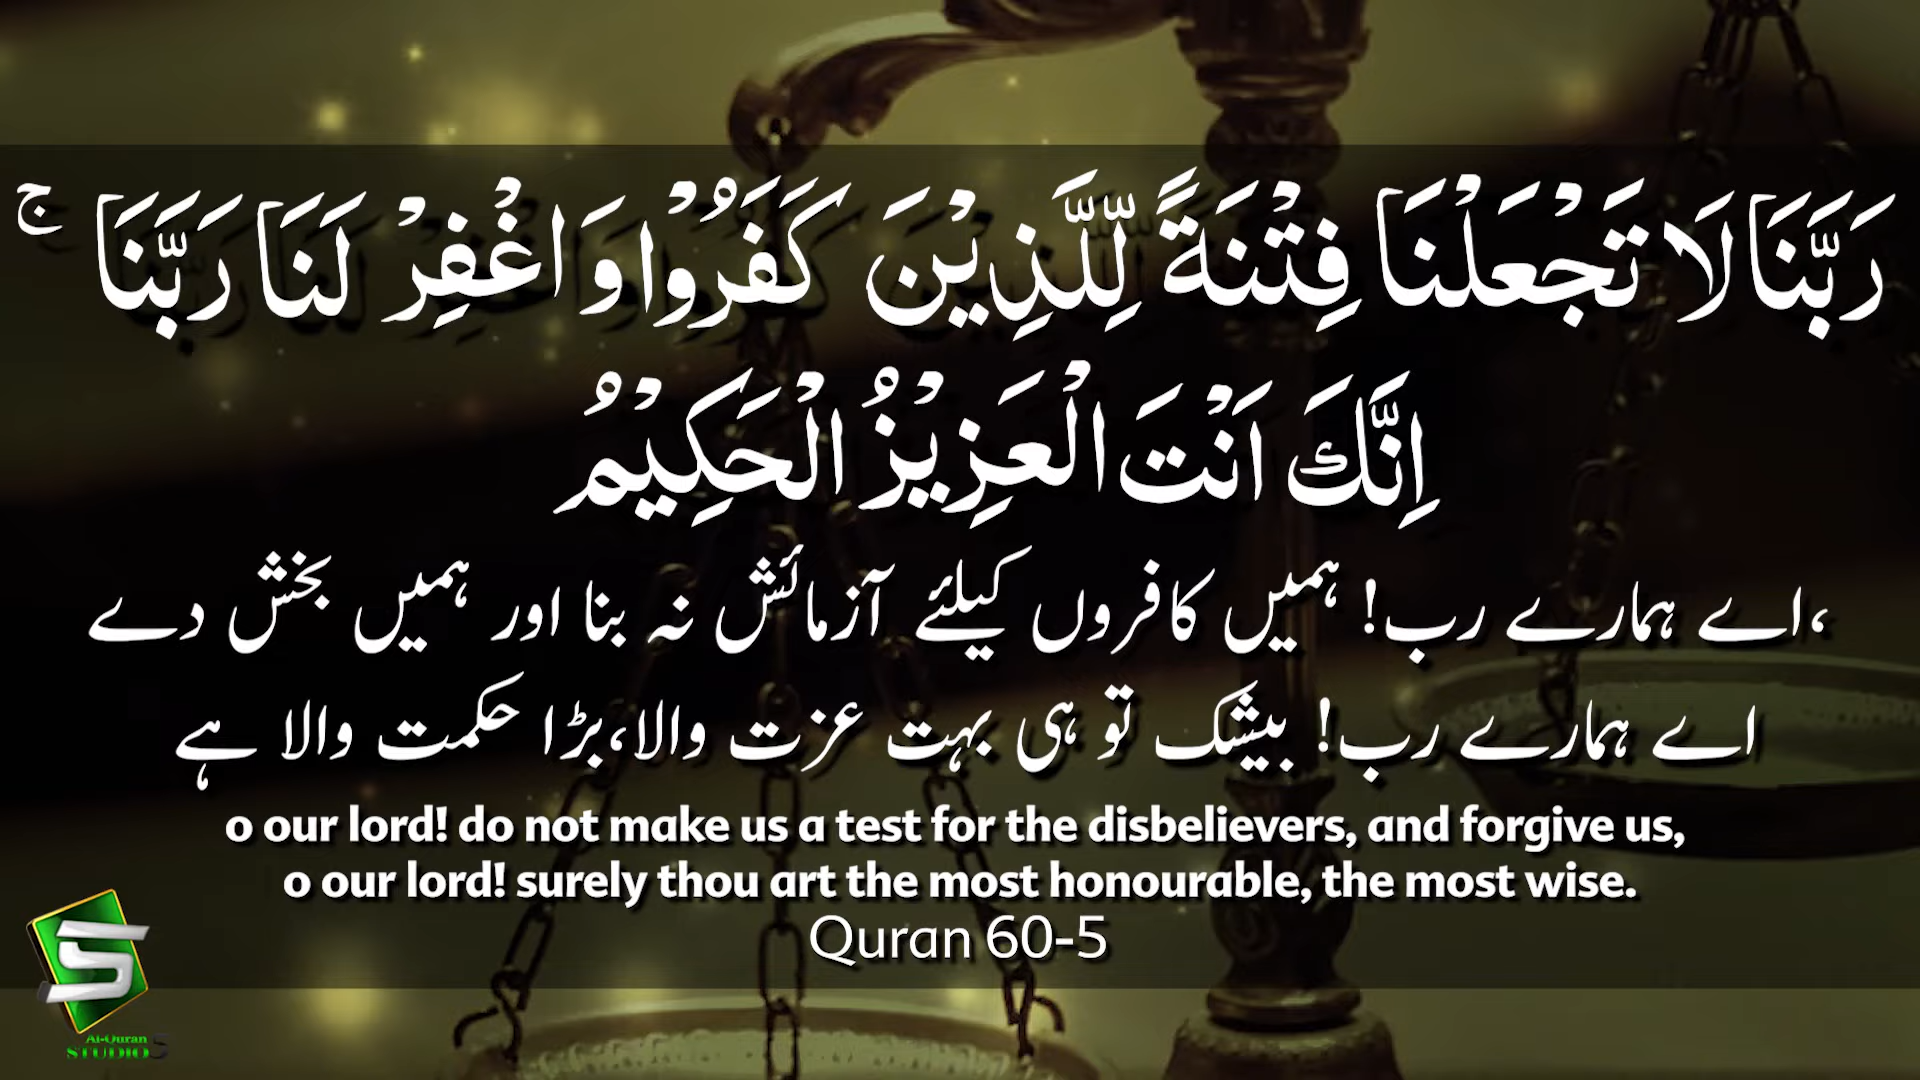 رَبَّنَا لَا تَجْعَلْنَا فِتْنَةً لِّلَّذِيْنَ كَفَرُوْا وَاغْفِرْ لَنَا رَبَّنَا ۚ
اِنَّكَ اَنْتَ الْعَزِيْزُ الْحَكِيْمُ
،اے ہمارے رب! ہمیں کافروں کیلئے آزمائش نہ بنا اور ہمیں بخش دے
اے ہمارے رب! بیشک تو ہی بہت عزت والا،بڑا حکمت والا ہے
o our lord! do not make us a test for the disbelievers, and forgive us,
o our lord! surely thou art the most honourable, the most wise.
Quran 60-5
S
Al-Quran
STUDIO5